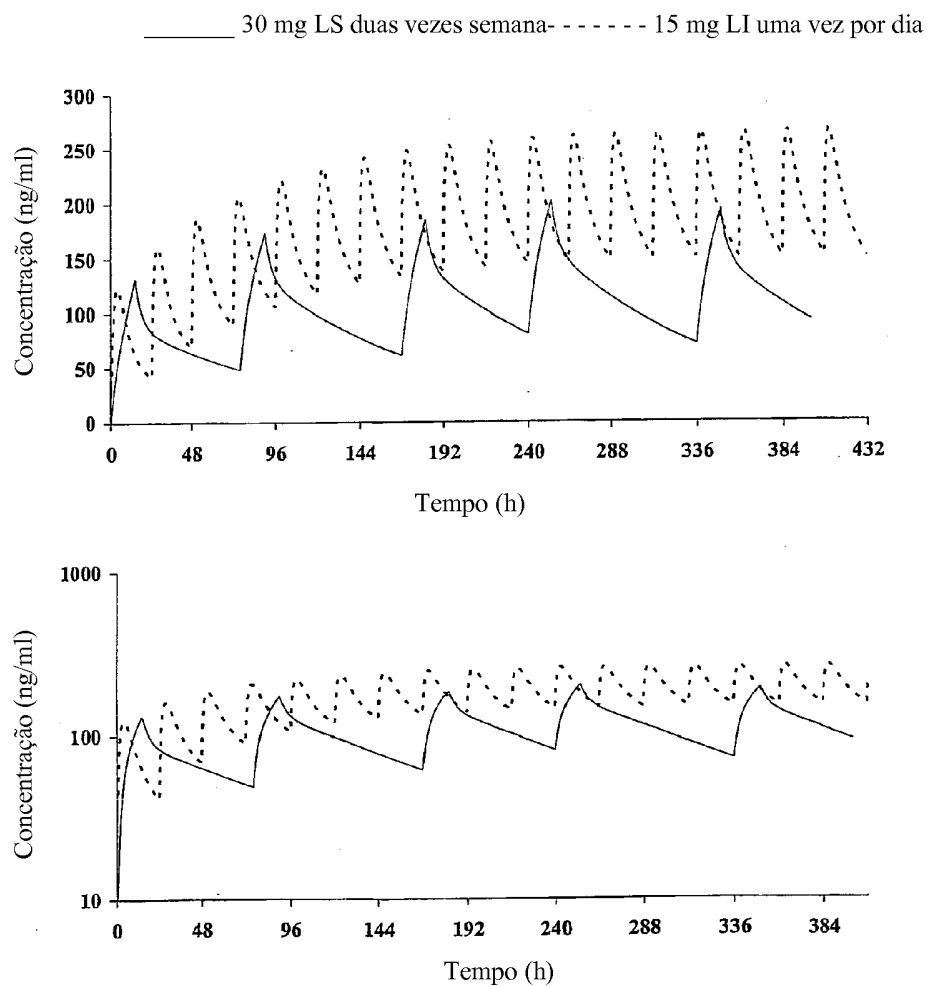 30 mg LS duas vezes semana 15 mg LI uma vez por dia
Concentração (ng/ml)
300
250
200
150
100
50
0
0 48 96 144 192 240 288 336 384 432
Tempo (h)
Concentração (ng/ml)
1000
100
10
0 48 96 144 192 240 288 336 384
Tempo (h)